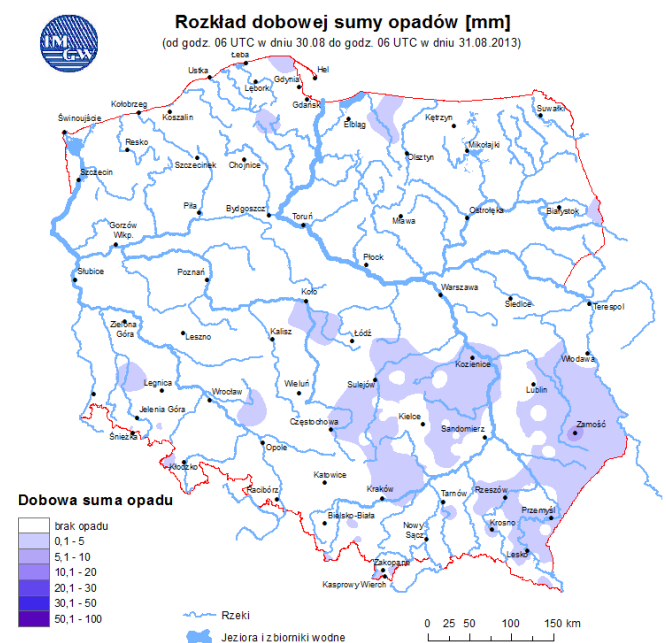 Rozkład dobowej sumy opadów [mm]
(od godz. 06 UTC w dniu 30.08 do godz. 06 UTC w dniu 31.08.2013)
IM
GW
Łeba
Hel
Ustka
Gdynia
Lębork
Gdańsk
Kołobrzeg
Koszalin
Suwałki
Elbląg
Kętrzyn
Świnoujście
Resko
Mikołajki
Szczecinek
Chojnice
Olsztyn
Szczecin
Piła
Bydgoszcz
Toruń
Ostrołęka
Białystok
Mława
Gorzów
Wlkp.
Płock
Słubice
Poznań
Koło
Warszawa
Siedlce
Terespol
Zielona
Góra
Leszno
Kalisz
Łódź
Włodawa
Kozienice
Legnica
Wrocław
Wieluń
Sulejów
Lublin
Jelenia Góra
Kielce
Częstochowa
Sandomierz
Zamość
Śnieżka
Opole
Kłodzko
Katowice
Racibórz
Kraków
Tarnów
Rzeszów
Przemyśl
Bielsko-Biała
Nowy
Sącz
Krosno
Lesko
Zakopane
Kasprowy Wierch
Dobowa suma opadu
brak opadu
0,1 - 5
5,1 - 10
10,1 - 20
20,1 - 30
30,1 - 50
50,1 - 100
Rzeki
Jeziora i zbiorniki wodne
0 25 50 100 150 km